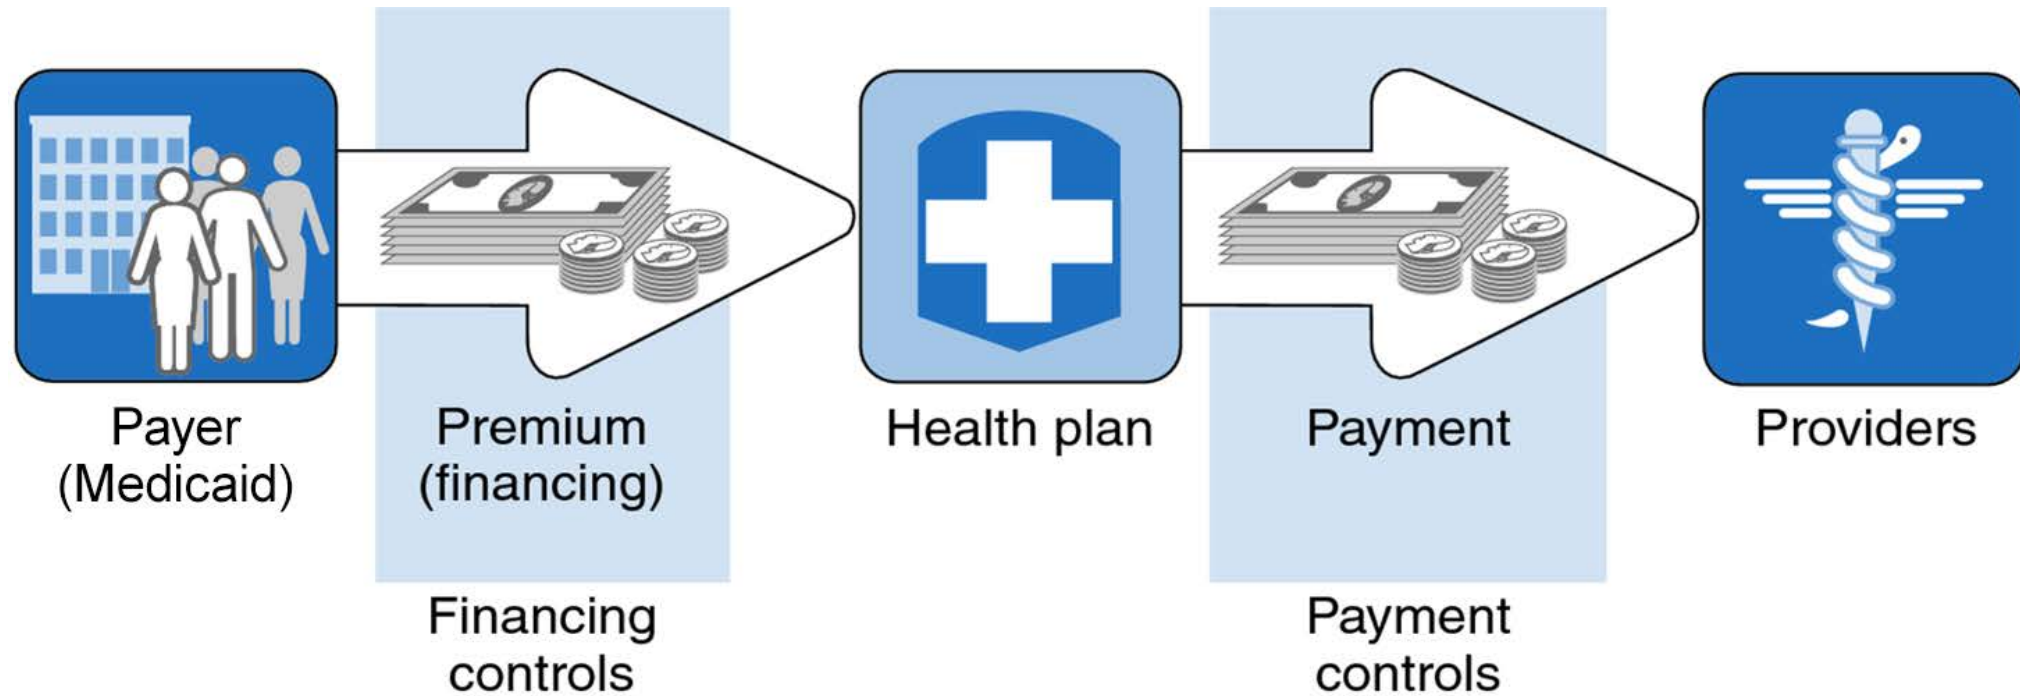 Payer
(Medicaid)
Premium
(financing)
Health plan
Payment
Providers
Financing
controls
Payment
controls